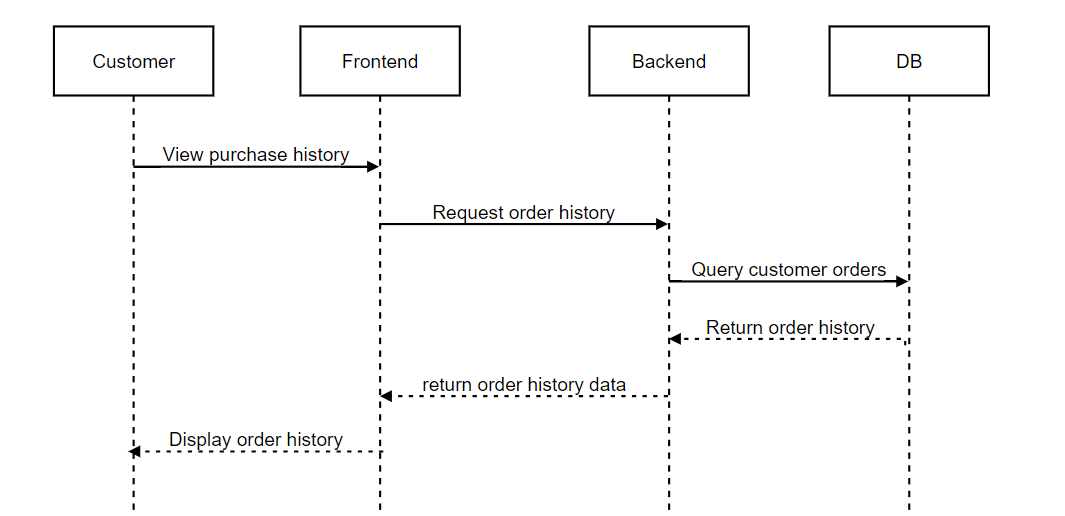 Customer
Frontend
Backend
DB
View purchase history
Request order history
Query customer orders
Return order history
return order history data
Display order history